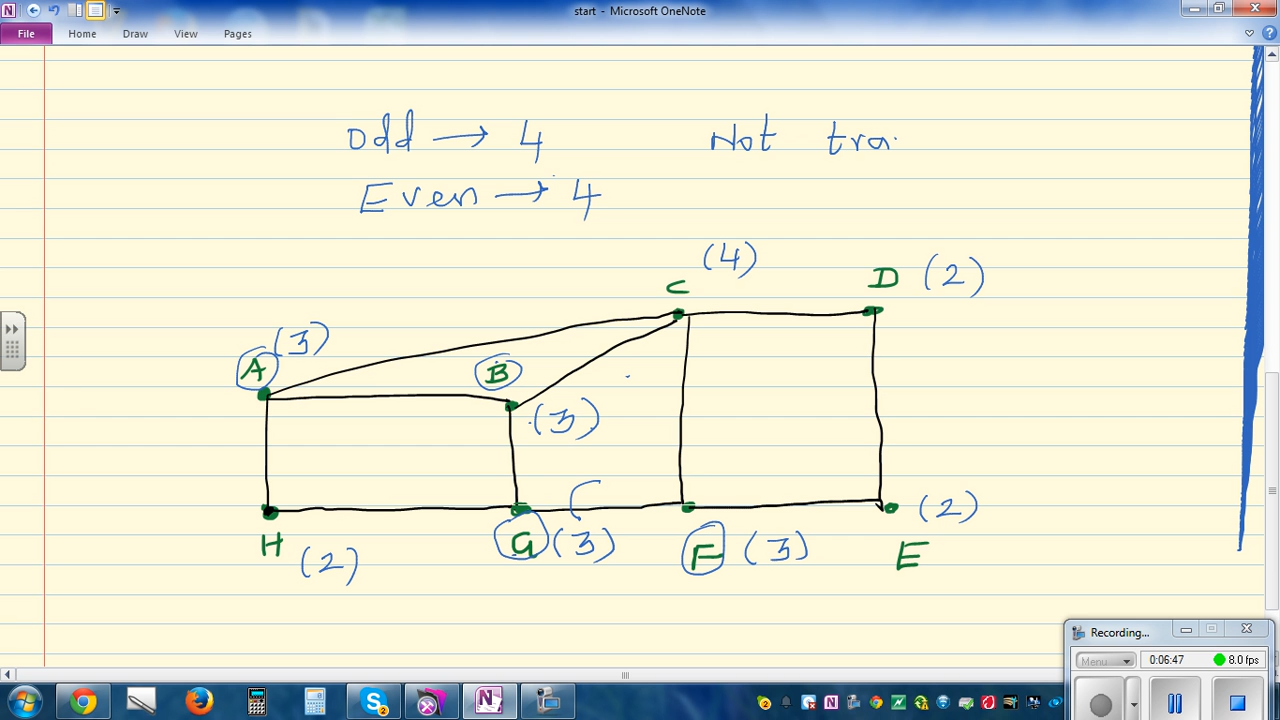 start - Microsoft OneNote
File Home Draw View Pages
Odd → 4 Not tra
Even → 4
(4)
C D (2)
(3)
A B
(3)
(2)
H G (3) F (3) E
(2)
Recording...
Menu 0:06:47 8.0 fps